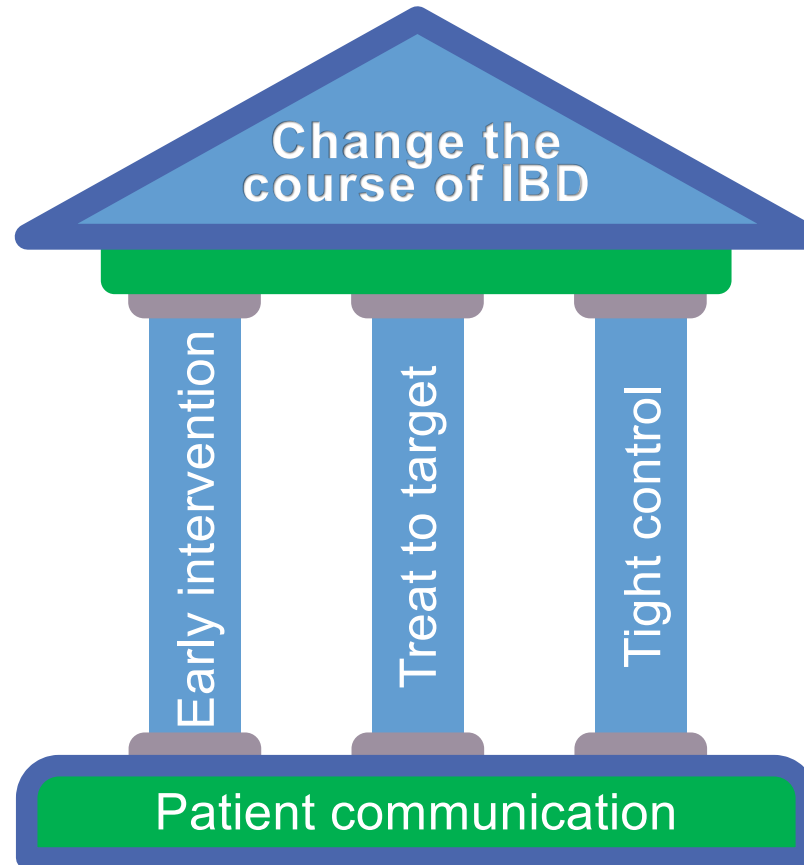 Change the
course of IBD
Early intervention
Treat to target
Tight control
Patient communication